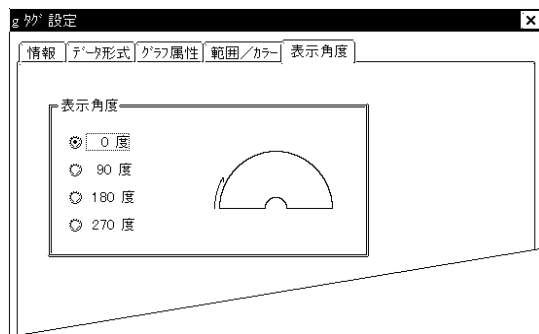 g ﾀｸﾞ設定
情報 ﾃﾞｰﾀ形式 ｸﾞﾗﾌ属性 範囲／ｶﾗｰ 表示角度
表示角度
0 度
90 度
180 度
270 度